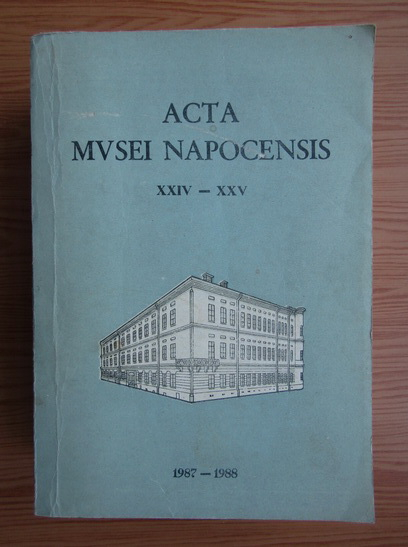 ACTA
MVSEI NAPOCENSIS
XXIV — XXV
1987 — 1988